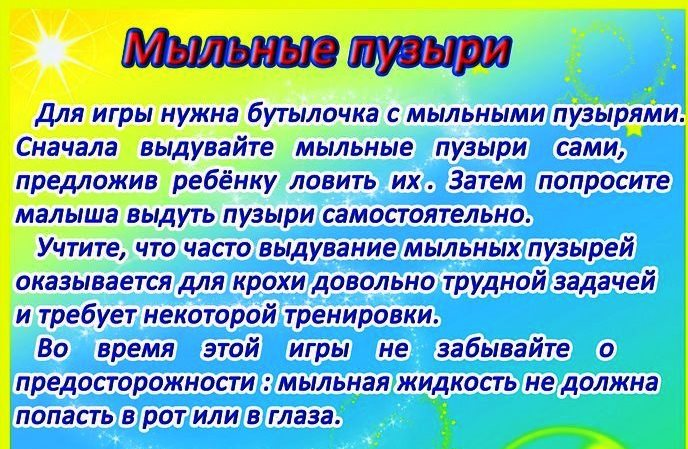 Мыльные пузыри
Для игры нужна бутылочка с мыльными пузырями.
Сначала выдувайте мыльные пузыри сами,
предложив ребёнку ловить их . Затем попросите
малыша выдуть пузыри самостоятельно.
Учтите, что часто выдувание мыльных пузырей
оказывается для крохи довольно трудной задачей
и требует некоторой тренировки.
Во время этой игры не забывайте о
предосторожности : мыльная жидкость не должна
попасть в рот или в глаза.